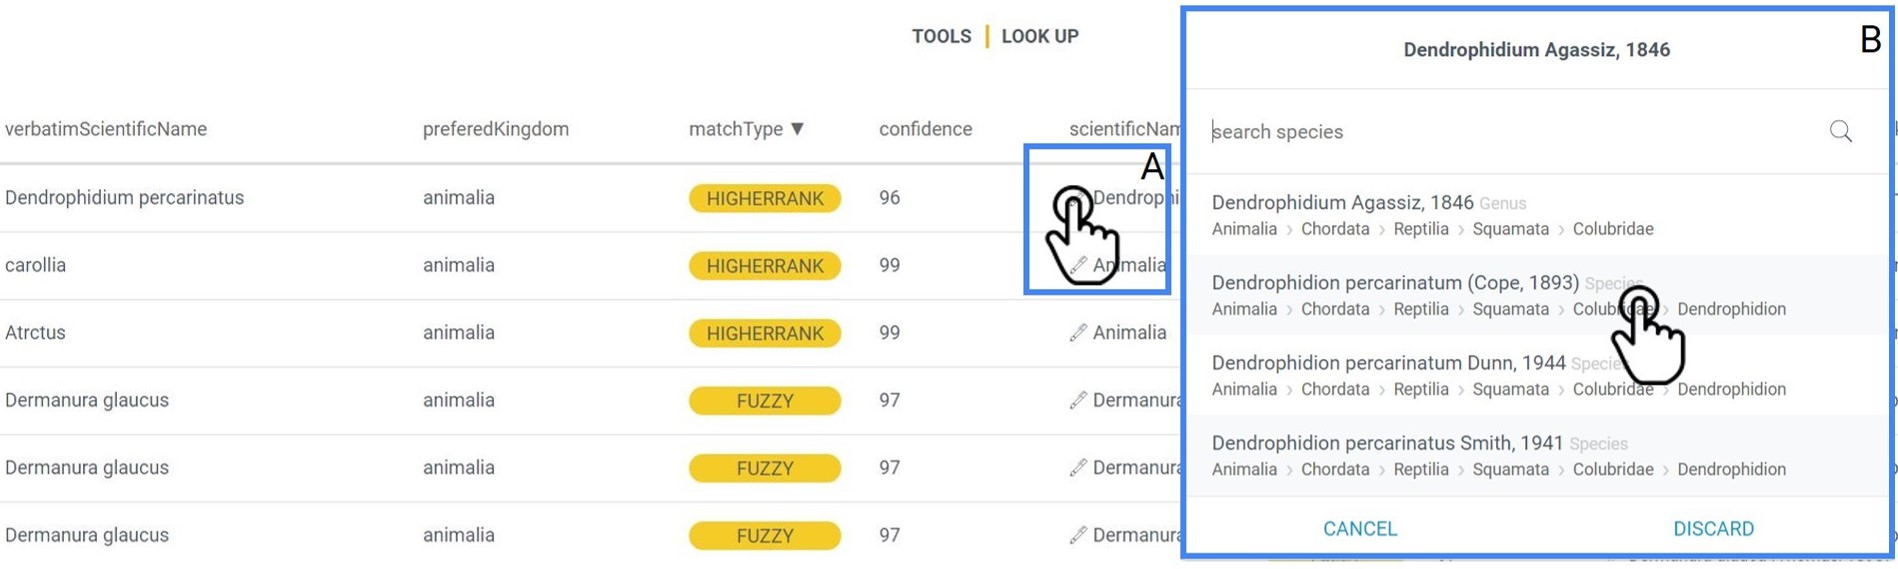 TOOLS | LOOK UP
verbatimScientificName preferedKingdom matchType ▼ confidence scientificNam
A
Dendrophidium percarinatus animalia HIGHERRANK 96 Dendrophi
carollia animalia HIGHERRANK 99 Animalia
Atrctus animalia HIGHERRANK 99 Animalia
Dermanura glaucus animalia FUZZY 97 Dermanura
Dermanura glaucus animalia FUZZY 97 Dermanura
Dermanura glaucus animalia FUZZY 97 Dermanura
B
Dendrophidium Agassiz, 1846
search species
Dendrophidium Agassiz, 1846 Genus
Animalia › Chordata › Reptilia › Squamata › Colubridae
Dendrophidion percarinatum (Cope, 1893) Species
Animalia › Chordata › Reptilia › Squamata › Colubridae › Dendrophidion
Dendrophidion percarinatum Dunn, 1944 Species
Animalia › Chordata › Reptilia › Squamata › Colubridae › Dendrophidion
Dendrophidion percarinatus Smith, 1941 Species
Animalia › Chordata › Reptilia › Squamata › Colubridae › Dendrophidion
CANCEL DISCARD